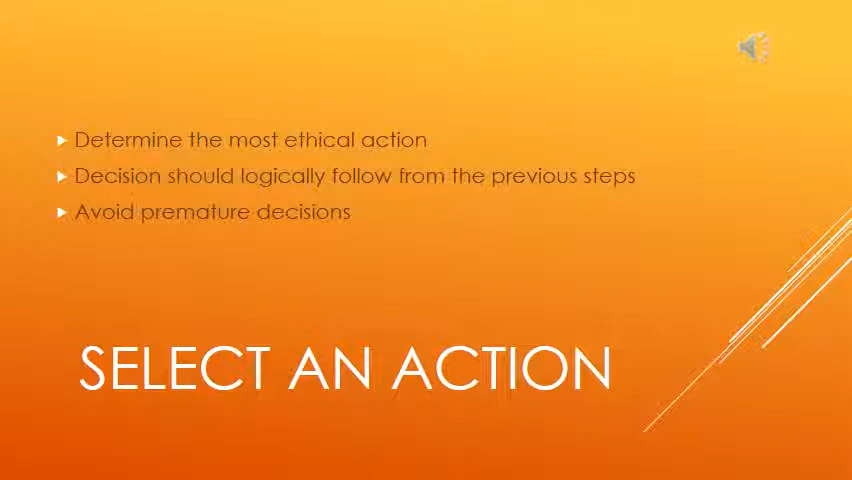 Determine the most ethical action
Decision should logically follow from the previous steps
Avoid premature decisions
SELECT AN ACTION